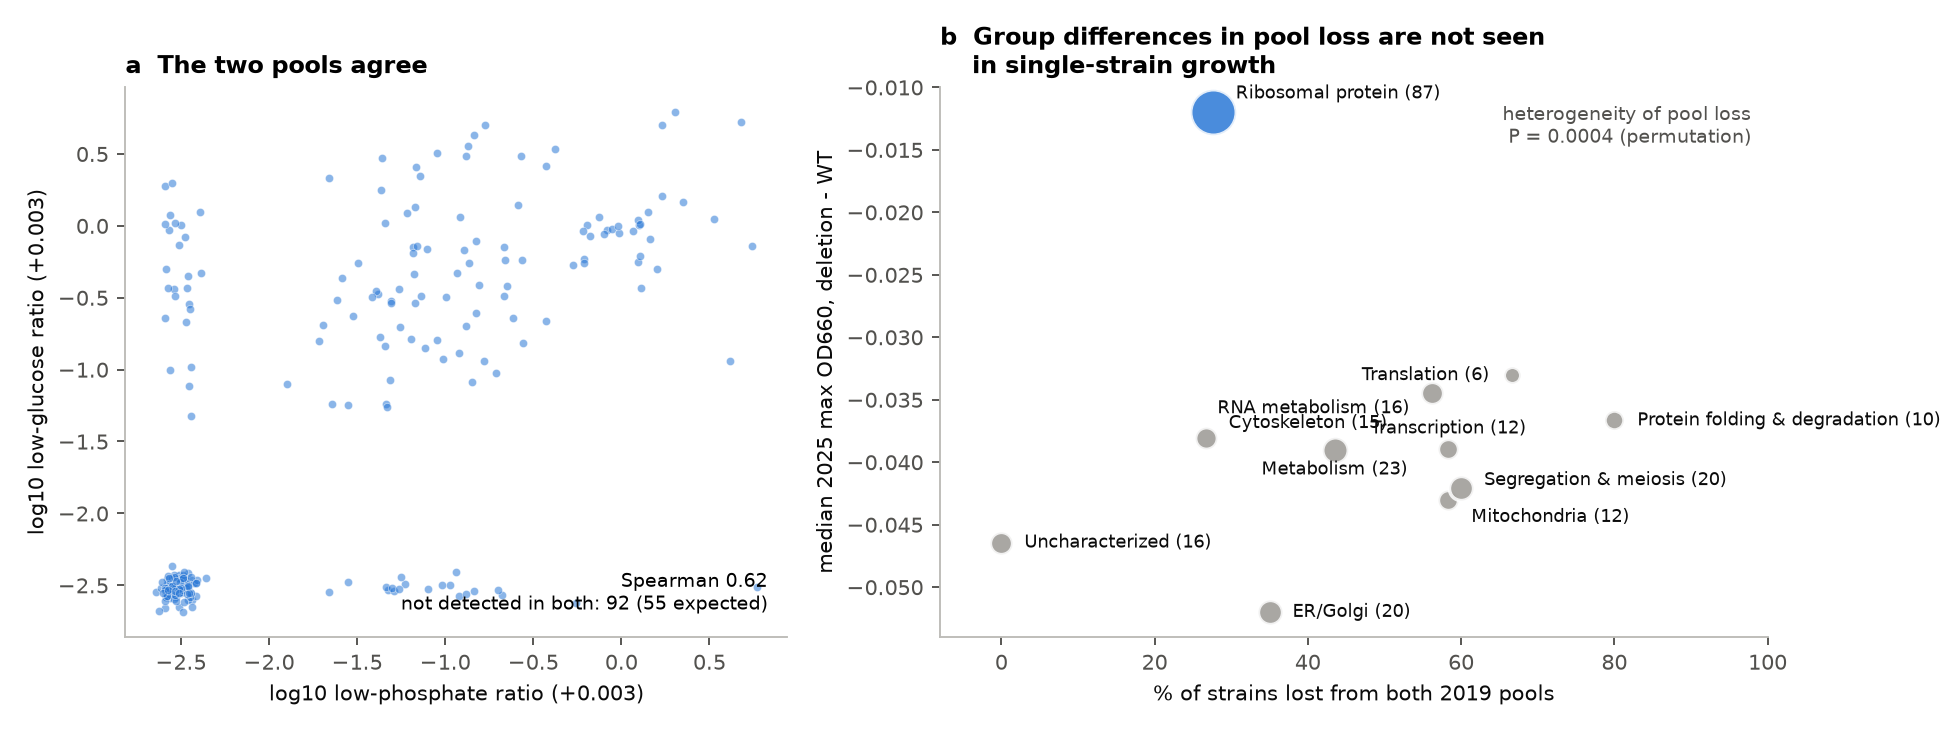 a  The two pools agree
log10 low-glucose ratio (+0.003)
0.5
0.0
−0.5
−1.0
−1.5
−2.0
−2.5
Spearman 0.62
not detected in both: 92 (55 expected)
−2.5
−2.0
−1.5
−1.0
−0.5
0.0
0.5
log10 low-phosphate ratio (+0.003)
b  Group differences in pool loss are not seen
in single-strain growth
median 2025 max OD660, deletion - WT
−0.010
−0.015
−0.020
−0.025
−0.030
−0.035
−0.040
−0.045
−0.050
Ribosomal protein (87)
heterogeneity of pool loss
P = 0.0004 (permutation)
Translation (6)
RNA metabolism (16)
Cytoskeleton (15)
Transcription (12)
Protein folding & degradation (10)
Metabolism (23)
Segregation & meiosis (20)
Mitochondria (12)
Uncharacterized (16)
ER/Golgi (20)
0
20
40
60
80
100
% of strains lost from both 2019 pools